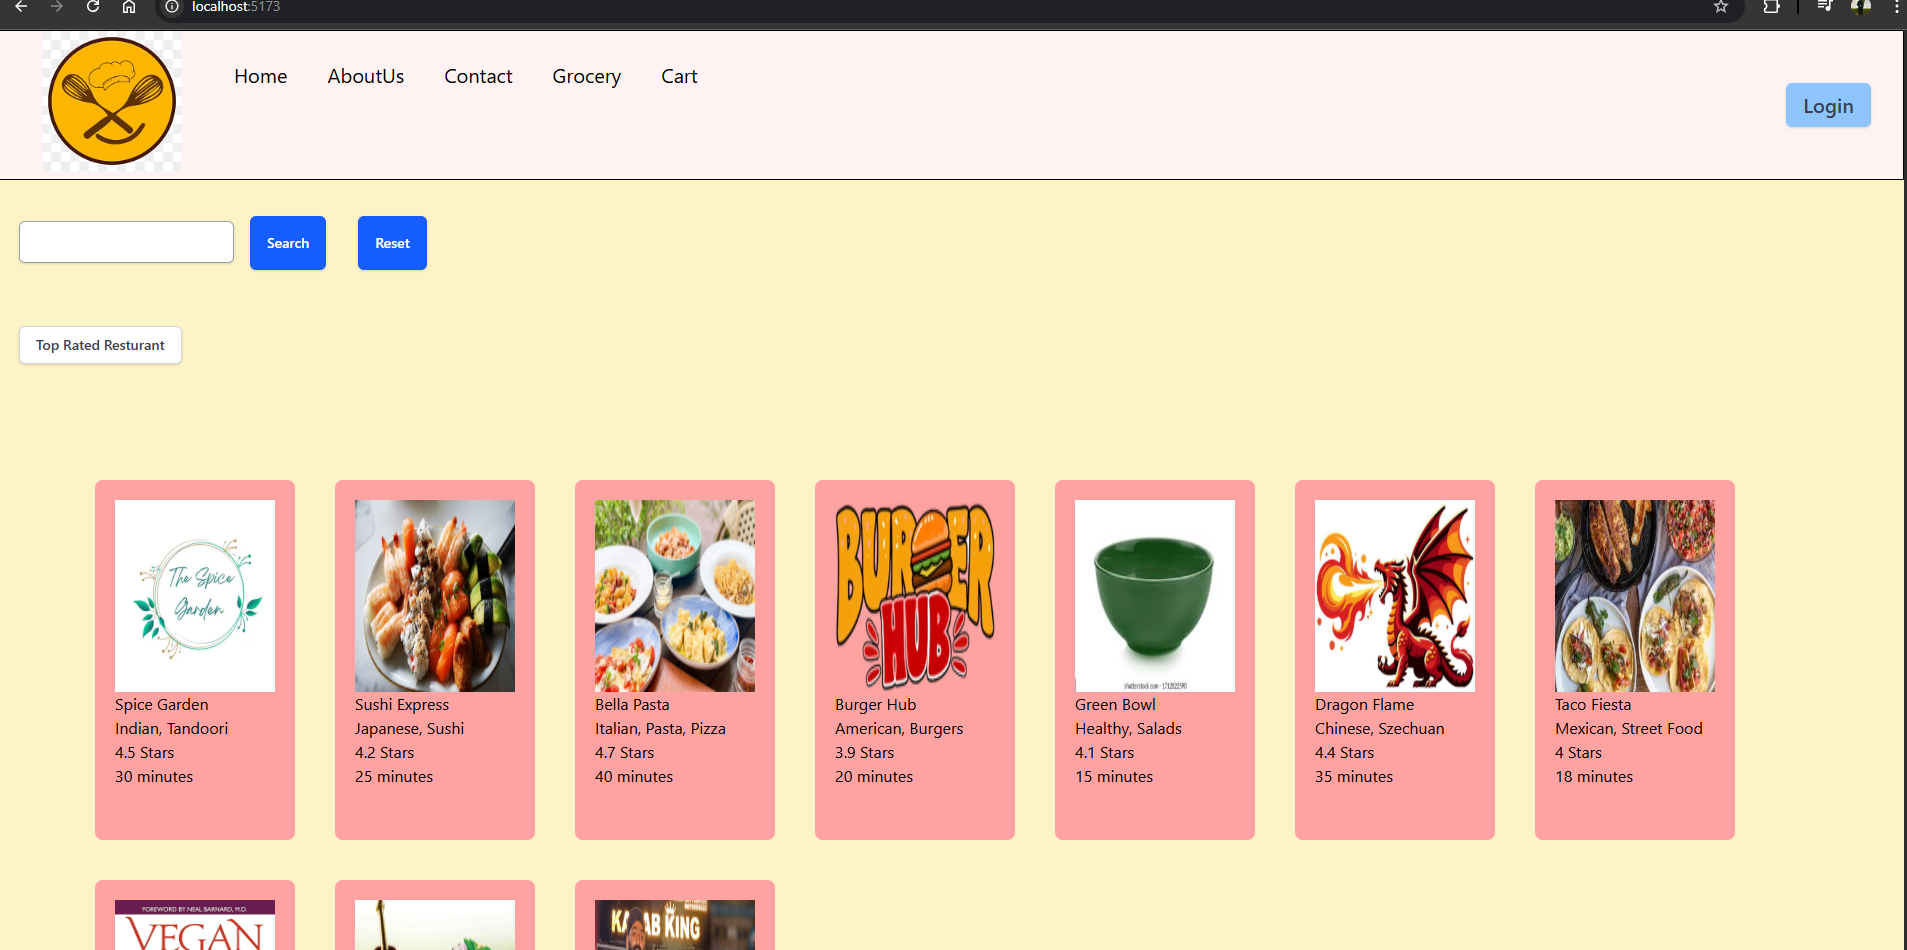 localhost:5173
Home AboutUs Contact Grocery Cart
Login
Search Reset
Top Rated Resturant
The Spice
Garden
BURGER
HUB
shutterstock.com · 1712822590
Spice Garden
Indian, Tandoori
4.5 Stars
30 minutes
Sushi Express
Japanese, Sushi
4.2 Stars
25 minutes
Bella Pasta
Italian, Pasta, Pizza
4.7 Stars
40 minutes
Burger Hub
American, Burgers
3.9 Stars
20 minutes
Green Bowl
Healthy, Salads
4.1 Stars
15 minutes
Dragon Flame
Chinese, Szechuan
4.4 Stars
35 minutes
Taco Fiesta
Mexican, Street Food
4 Stars
18 minutes
FOREWORD BY NEAL BARNARD, M.D.
VEGAN
KING